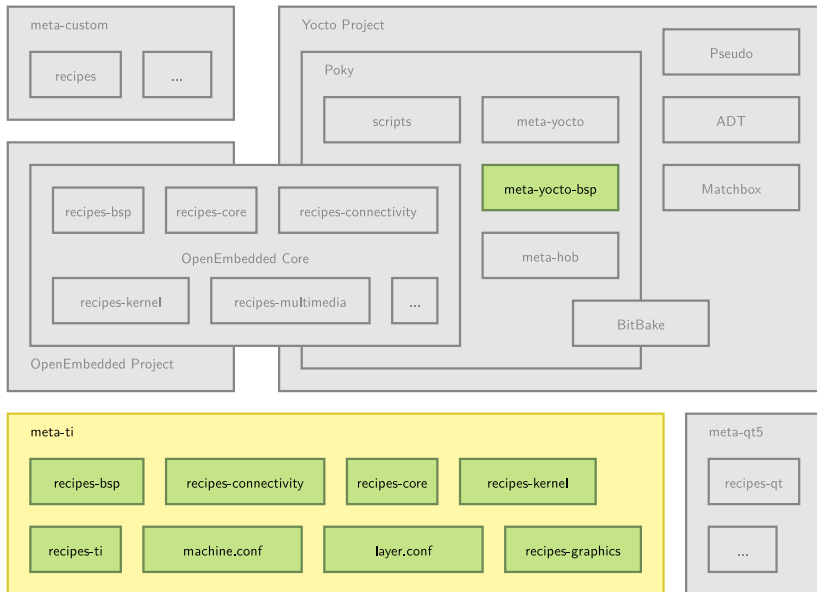 meta-custom
recipes
...
Yocto Project
Poky
scripts
meta-yocto
meta-yocto-bsp
meta-hob
BitBake
Pseudo
ADT
Matchbox
recipes-bsp
recipes-core
recipes-connectivity
OpenEmbedded Core
recipes-kernel
recipes-multimedia
...
OpenEmbedded Project
meta-ti
recipes-bsp
recipes-connectivity
recipes-core
recipes-kernel
recipes-ti
machine.conf
layer.conf
recipes-graphics
meta-qt5
recipes-qt
...